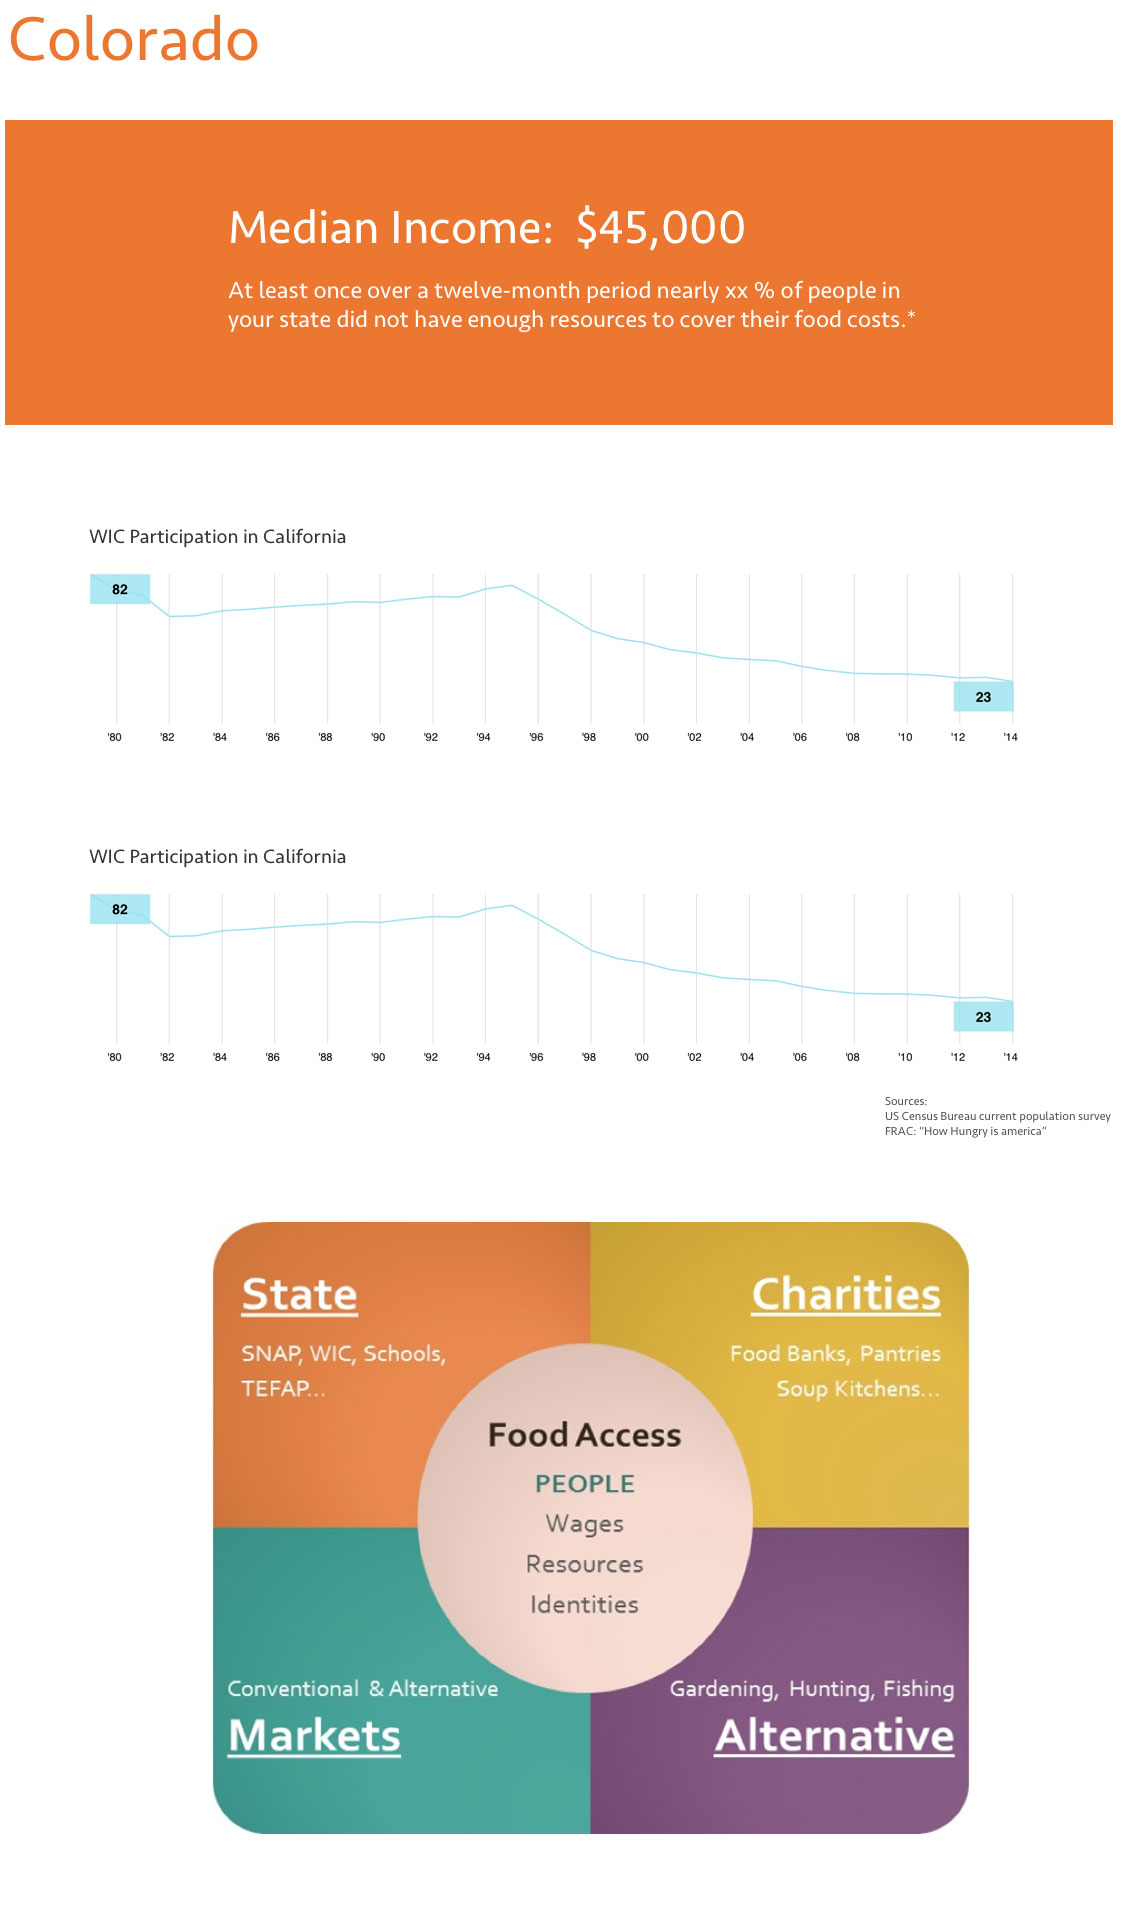 Colorado
Median Income: $45,000
At least once over a twelve-month period nearly xx % of people in
your state did not have enough resources to cover their food costs.*
WIC Participation in California
82
23
'80 '82 '84 '86 '88 '90 '92 '94 '96 '98 '00 '02 '04 '06 '08 '10 '12 '14
WIC Participation in California
82
23
'80 '82 '84 '86 '88 '90 '92 '94 '96 '98 '00 '02 '04 '06 '08 '10 '12 '14
Sources:
US Census Bureau current population survey
FRAC: “How Hungry is america”
State
SNAP, WIC, Schools,
TEFAP...
Charities
Food Banks, Pantries
Soup Kitchens...
Food Access
PEOPLE
Wages
Resources
Identities
Conventional & Alternative
Markets
Gardening, Hunting, Fishing
Alternative